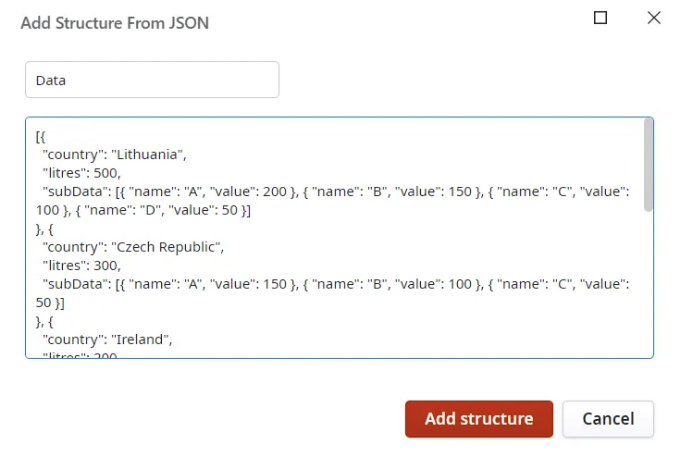 Add Structure From JSON
Data
[{
"country": "Lithuania",
"litres": 500,
"subData": [{ "name": "A", "value": 200 }, { "name": "B", "value": 150 }, { "name": "C", "value":
100 }, { "name": "D", "value": 50 }]
}, {
"country": "Czech Republic",
"litres": 300,
"subData": [{ "name": "A", "value": 150 }, { "name": "B", "value": 100 }, { "name": "C", "value":
50 }]
}, {
"country": "Ireland",
"litres": 200
Add structure
Cancel